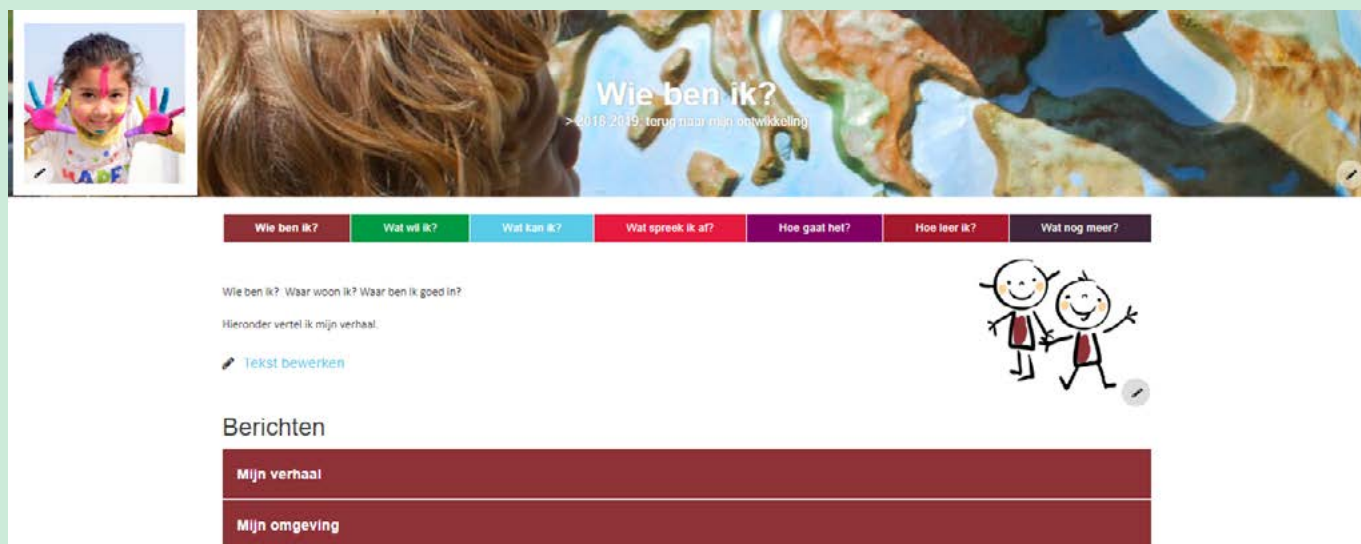 Wie ben ik?
> 2018-2019, terug naar mijn ontwikkeling
Wie ben ik?
Wat wil ik?
Wat kan ik?
Wat spreek ik af?
Hoe gaat het?
Hoe leer ik?
Wat nog meer?
Wie ben ik? Waar woon ik? Waar ben ik goed in?
Hieronder vertel ik mijn verhaal.
Tekst bewerken
Berichten
Mijn verhaal
Mijn omgeving